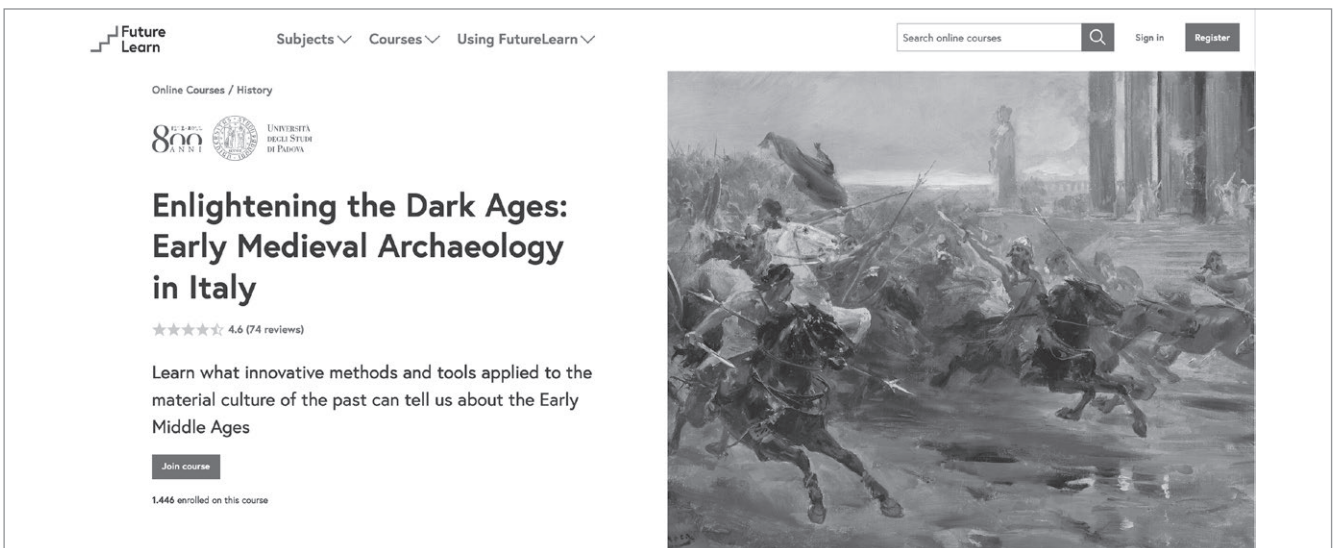 Future
Learn
Subjects
Courses
Using FutureLearn
Search online courses
Sign in
Register
Online Courses / History
800
ANNI
UNIVERSITÀ
DEGLI STUDI
DI PADOVA
Enlightening the Dark Ages:
Early Medieval Archaeology
in Italy
4.6 (74 reviews)
Learn what innovative methods and tools applied to the
material culture of the past can tell us about the Early
Middle Ages
Join course
1.446 enrolled on this course